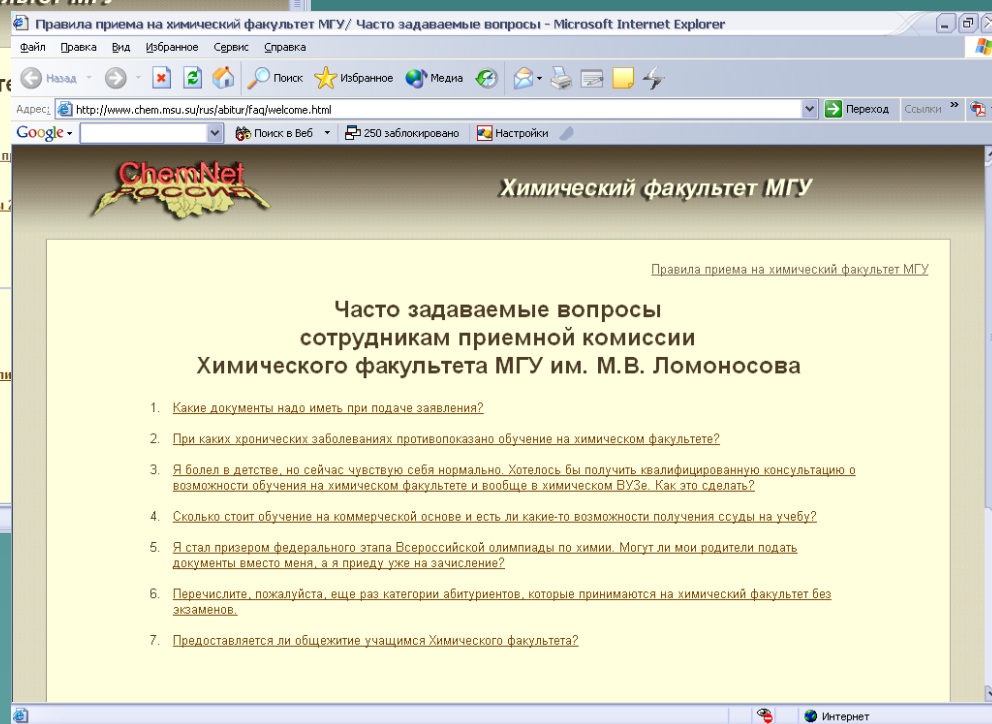 Правила приема на химический факультет МГУ/ Часто задаваемые вопросы - Microsoft Internet Explorer
Файл Правка Вид Избранное Сервис Справка
Назад Поиск Избранное Медиа
Адрес: http://www.chem.msu.su/rus/abitur/faq/welcome.html Переход Ссылки »
Google Поиск в Веб 250 заблокировано Настройки
ChemNet
РОССИЯ
Химический факультет МГУ
Правила приема на химический факультет МГУ
Часто задаваемые вопросы
сотрудникам приемной комиссии
Химического факультета МГУ им. М.В. Ломоносова
1. Какие документы надо иметь при подаче заявления?
2. При каких хронических заболеваниях противопоказано обучение на химическом факультете?
3. Я болел в детстве, но сейчас чувствую себя нормально. Хотелось бы получить квалифицированную консультацию о
возможности обучения на химическом факультете и вообще в химическом ВУЗе. Как это сделать?
4. Сколько стоит обучение на коммерческой основе и есть ли какие-то возможности получения ссуды на учебу?
5. Я стал призером федерального этапа Всероссийской олимпиады по химии. Могут ли мои родители подать
документы вместо меня, а я приеду уже на зачисление?
6. Перечислите, пожалуйста, еще раз категории абитуриентов, которые принимаются на химический факультет без
экзаменов.
7. Предоставляется ли общежитие учащимся Химического факультета?
Интернет